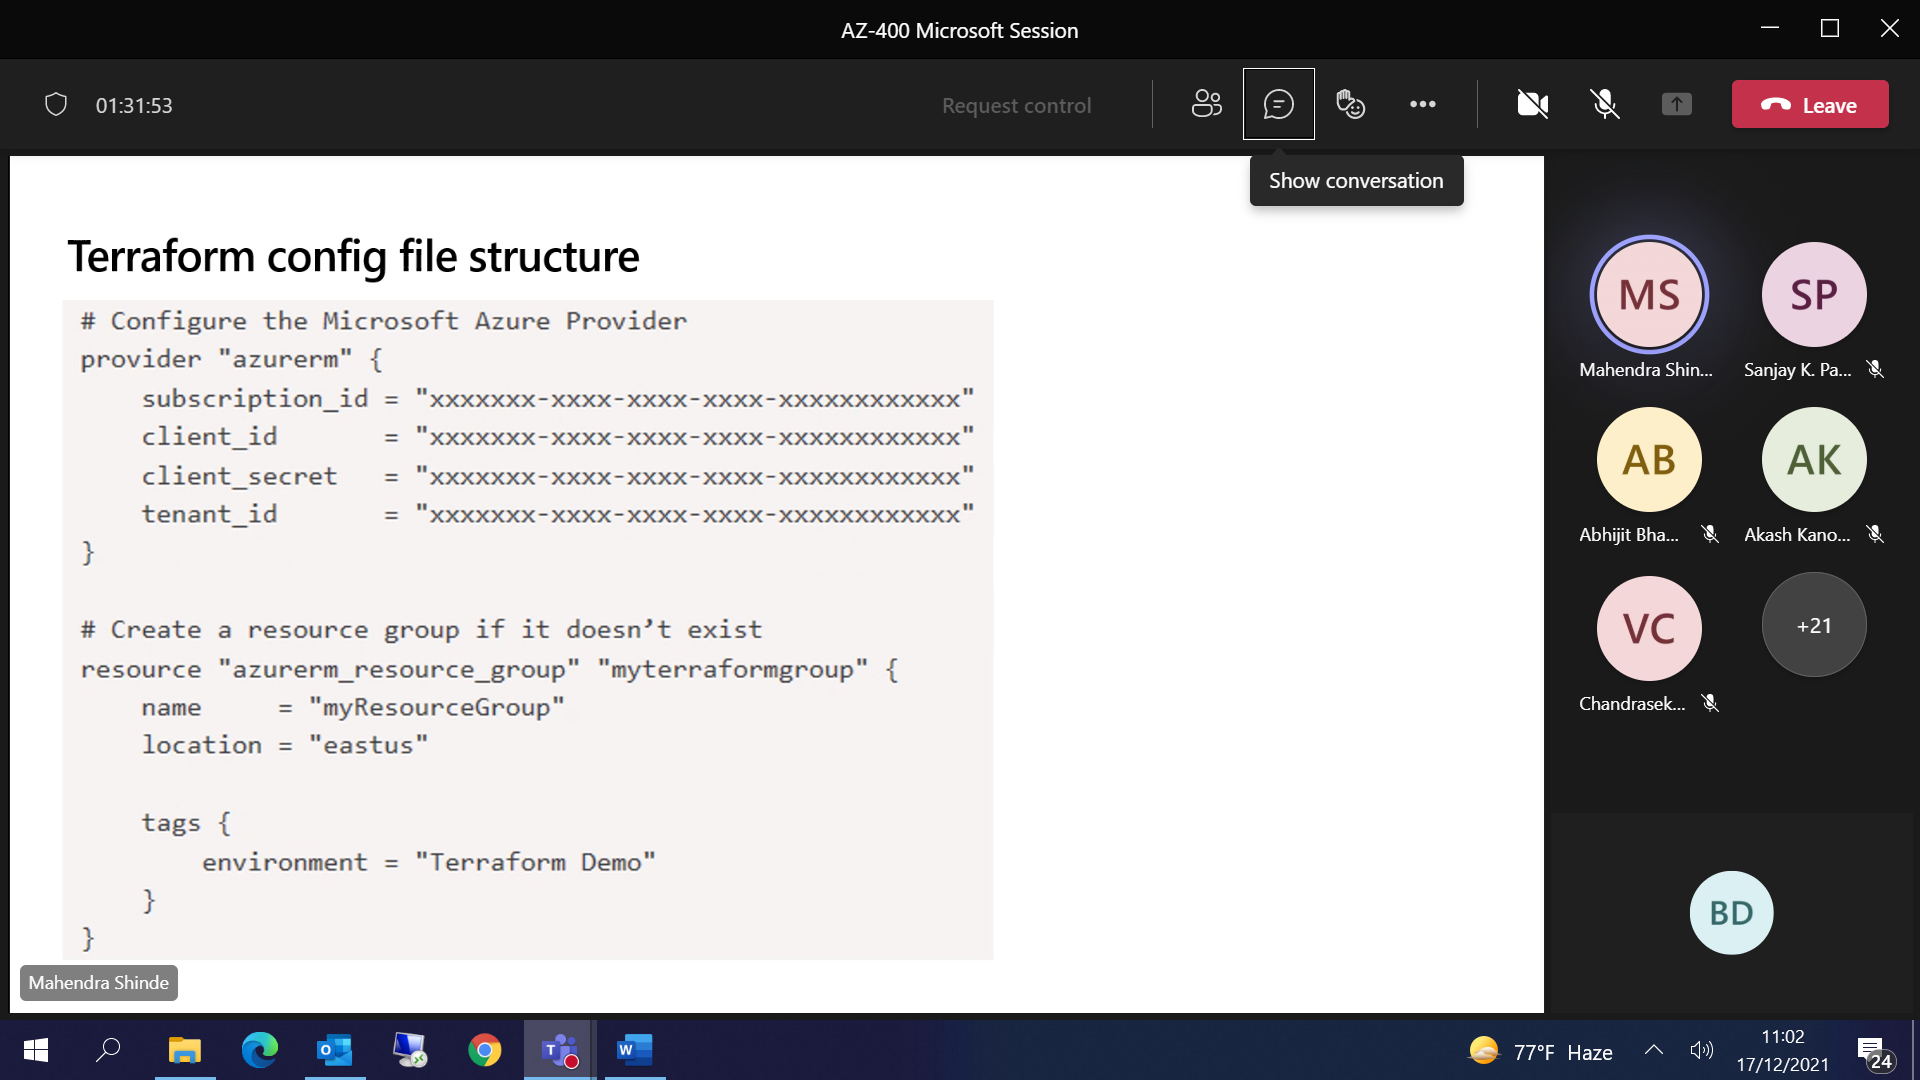 AZ-400 Microsoft Session
01:31:53
Request control
Leave
Show conversation
Terraform config file structure
# Configure the Microsoft Azure Provider
provider "azurerm" {
subscription_id = "xxxxxxx-xxxx-xxxx-xxxx-xxxxxxxxxxxx"
client_id = "xxxxxxx-xxxx-xxxx-xxxx-xxxxxxxxxxxx"
client_secret = "xxxxxxx-xxxx-xxxx-xxxx-xxxxxxxxxxxx"
tenant_id = "xxxxxxx-xxxx-xxxx-xxxx-xxxxxxxxxxxx"
}
# Create a resource group if it doesn’t exist
resource "azurerm_resource_group" "myterraformgroup" {
name = "myResourceGroup"
location = "eastus"
tags {
environment = "Terraform Demo"
}
}
Mahendra Shinde
MS SP
Mahendra Shin... Sanjay K. Pa...
AB AK
Abhijit Bha... Akash Kano...
VC +21
Chandrasek...
BD
77°F Haze
11:02
17/12/2021
24